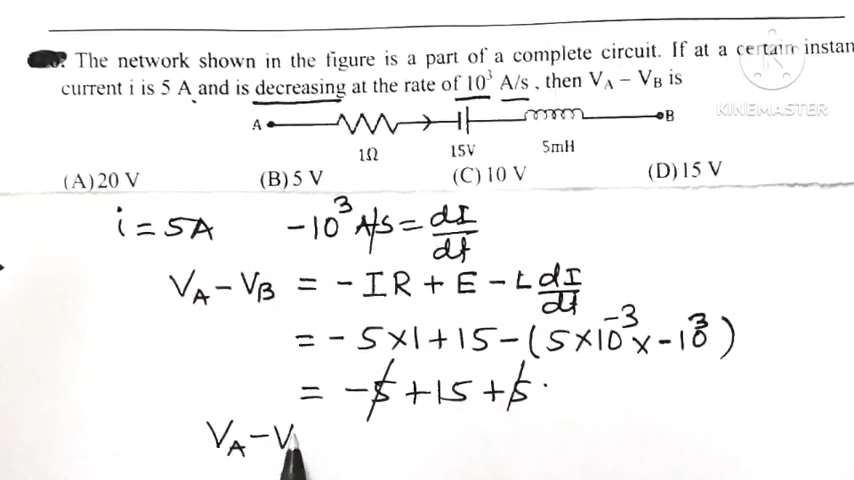 The network shown in the figure is a part of a complete circuit. If at a certain instan
current i is 5 A and is decreasing at the rate of 10³ A/s , then V_A – V_B is
KINEMASTER
A B
1Ω 15V 5mH
(A) 20 V (B) 5 V (C) 10 V (D) 15 V
i = 5A -10³ A/S = dI/dt
V_A - V_B = - IR + E - L dI/dt
= - 5×1 + 15 - (5×10⁻³ × -10³)
= -5 + 15 + 5 .
V_A - V